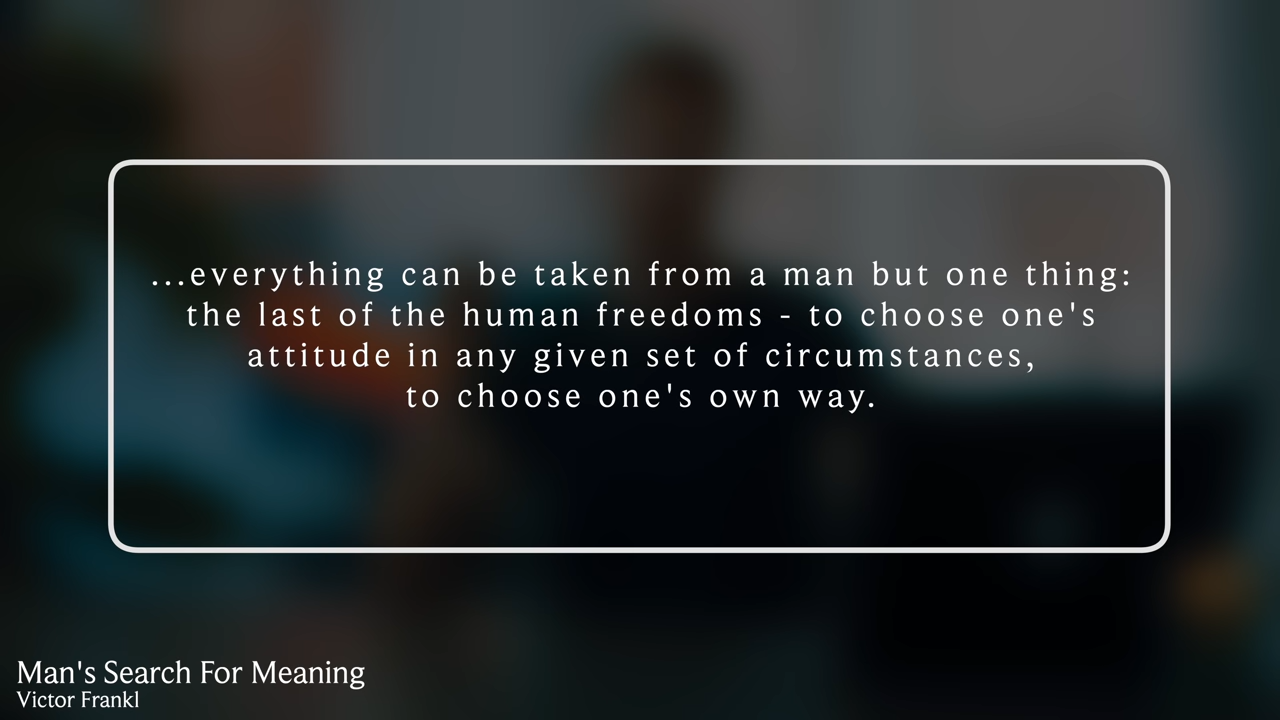 ...everything can be taken from a man but one thing:
the last of the human freedoms - to choose one's
attitude in any given set of circumstances,
to choose one's own way.
Man's Search For Meaning
Victor Frankl